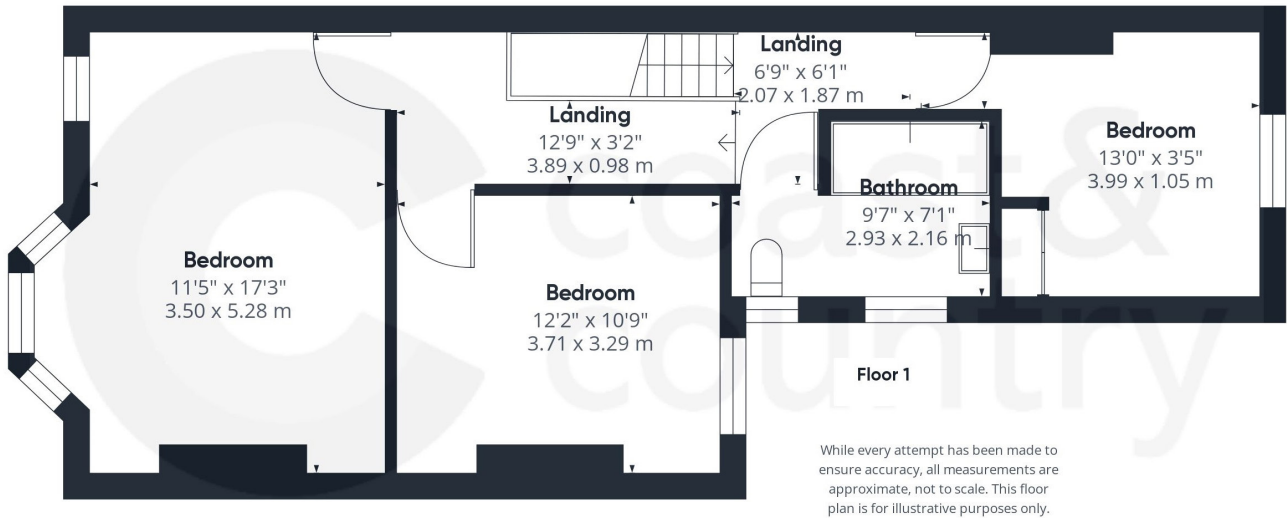 Landing
6'9" x 6'1"
2.07 x 1.87 m
Landing
12'9" x 3'2"
3.89 x 0.98 m
Bedroom
13'0" x 3'5"
3.99 x 1.05 m
Bathroom
9'7" x 7'1"
2.93 x 2.16 m
Bedroom
11'5" x 17'3"
3.50 x 5.28 m
Bedroom
12'2" x 10'9"
3.71 x 3.29 m
Floor 1
coast &
country
While every attempt has been made to
ensure accuracy, all measurements are
approximate, not to scale. This floor
plan is for illustrative purposes only.